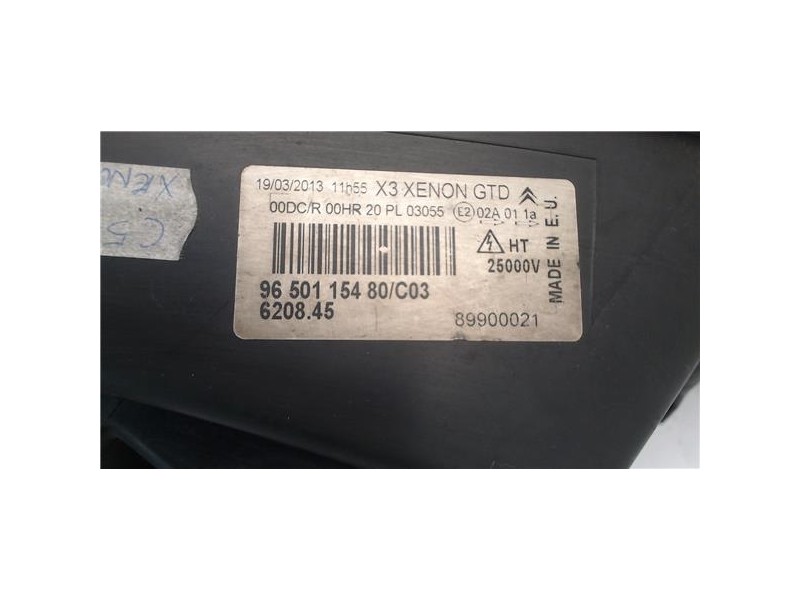 19/03/2013 11h55 X3 XENON GTD
00DC/R 00HR 20 PL 03055 E2 02A 01 1a
HT
25000V
MADE IN E.U.
96 501 154 80/C03
6208.45
89900021
C5